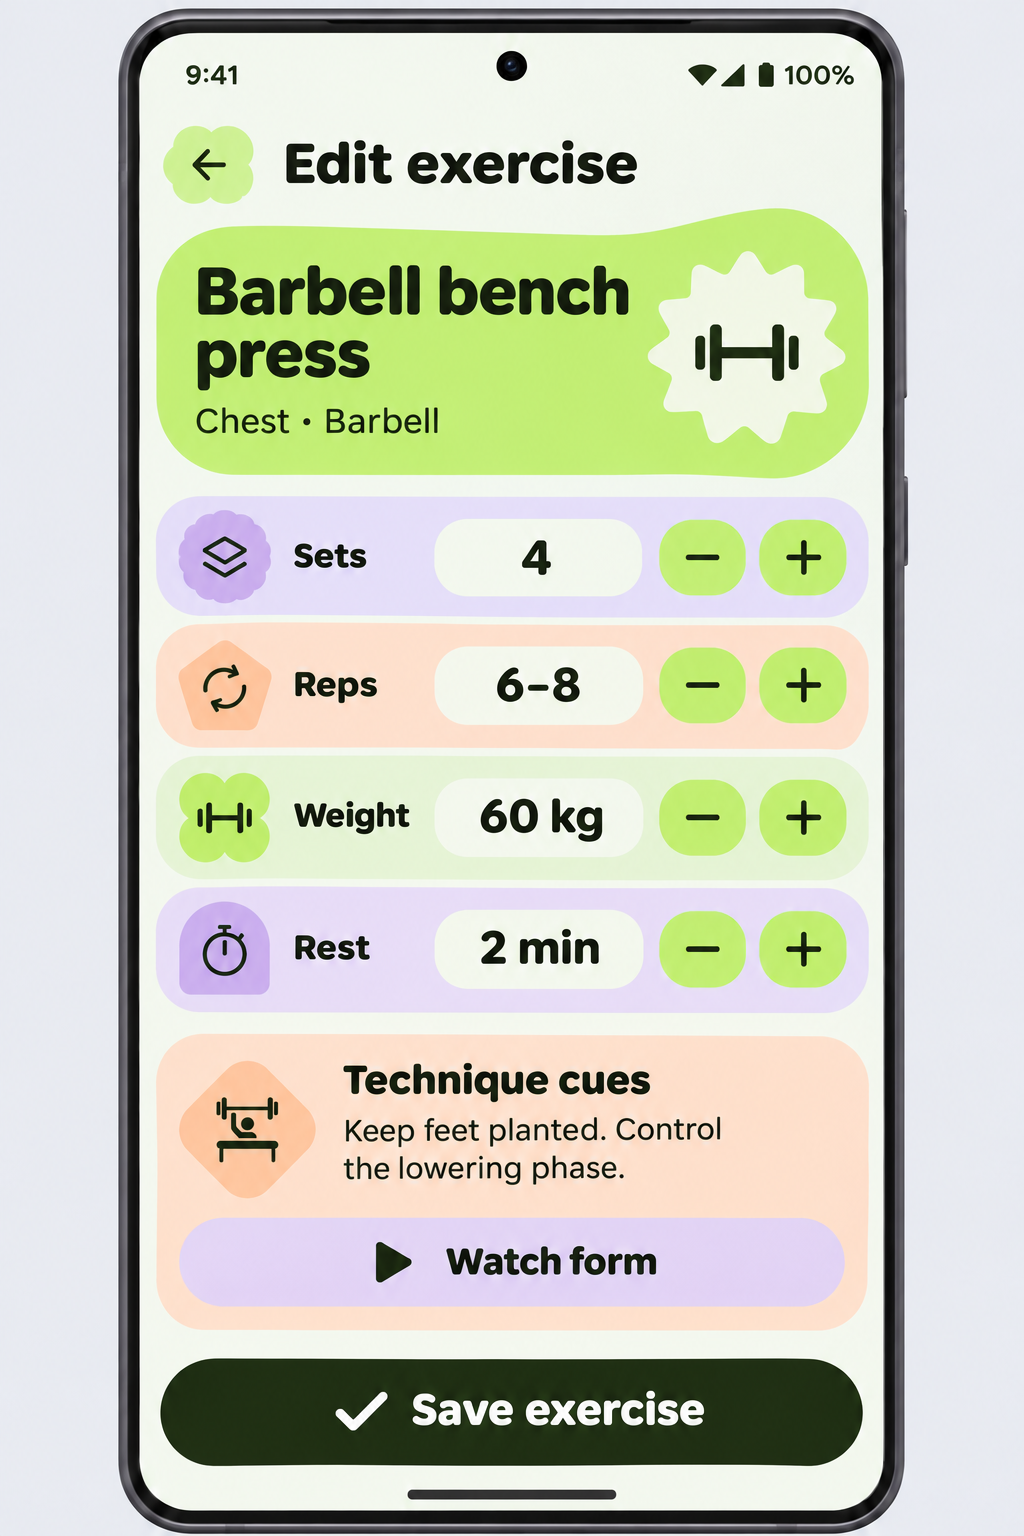 9:41
100%
Edit exercise
Barbell bench
press
Chest • Barbell
Sets
4
Reps
6–8
Weight
60 kg
Rest
2 min
Technique cues
Keep feet planted. Control
the lowering phase.
Watch form
Save exercise